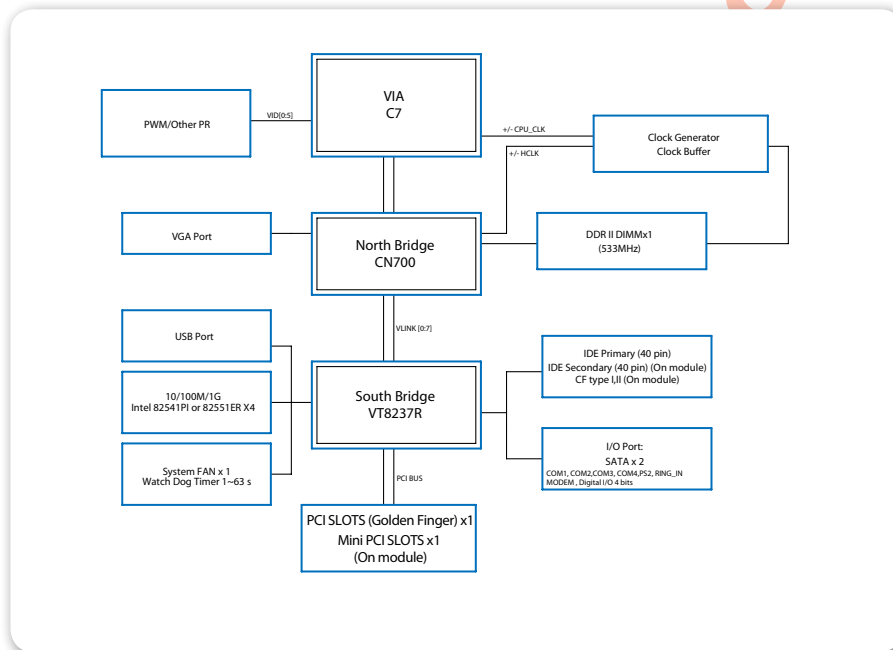 VIA
C7
PWM/Other PR
VID[0:5]
+/- CPU_CLK
+/- HCLK
Clock Generator
Clock Buffer
VGA Port
North Bridge
CN700
DDR II DIMMx1
(533MHz)
VLINK [0:7]
USB Port
10/100M/1G
Intel 82541PI or 82551ER X4
System FAN x 1
Watch Dog Timer 1~63 s
South Bridge
VT8237R
IDE Primary (40 pin)
IDE Secondary (40 pin) (On module)
CF type I,II (On module)
I/O Port:
SATA x 2
COM1, COM2,COM3, COM4,PS2, RING_IN
MODEM , Digital I/O 4 bits
PCI BUS
PCI SLOTS (Golden Finger) x1
Mini PCI SLOTS x1
(On module)